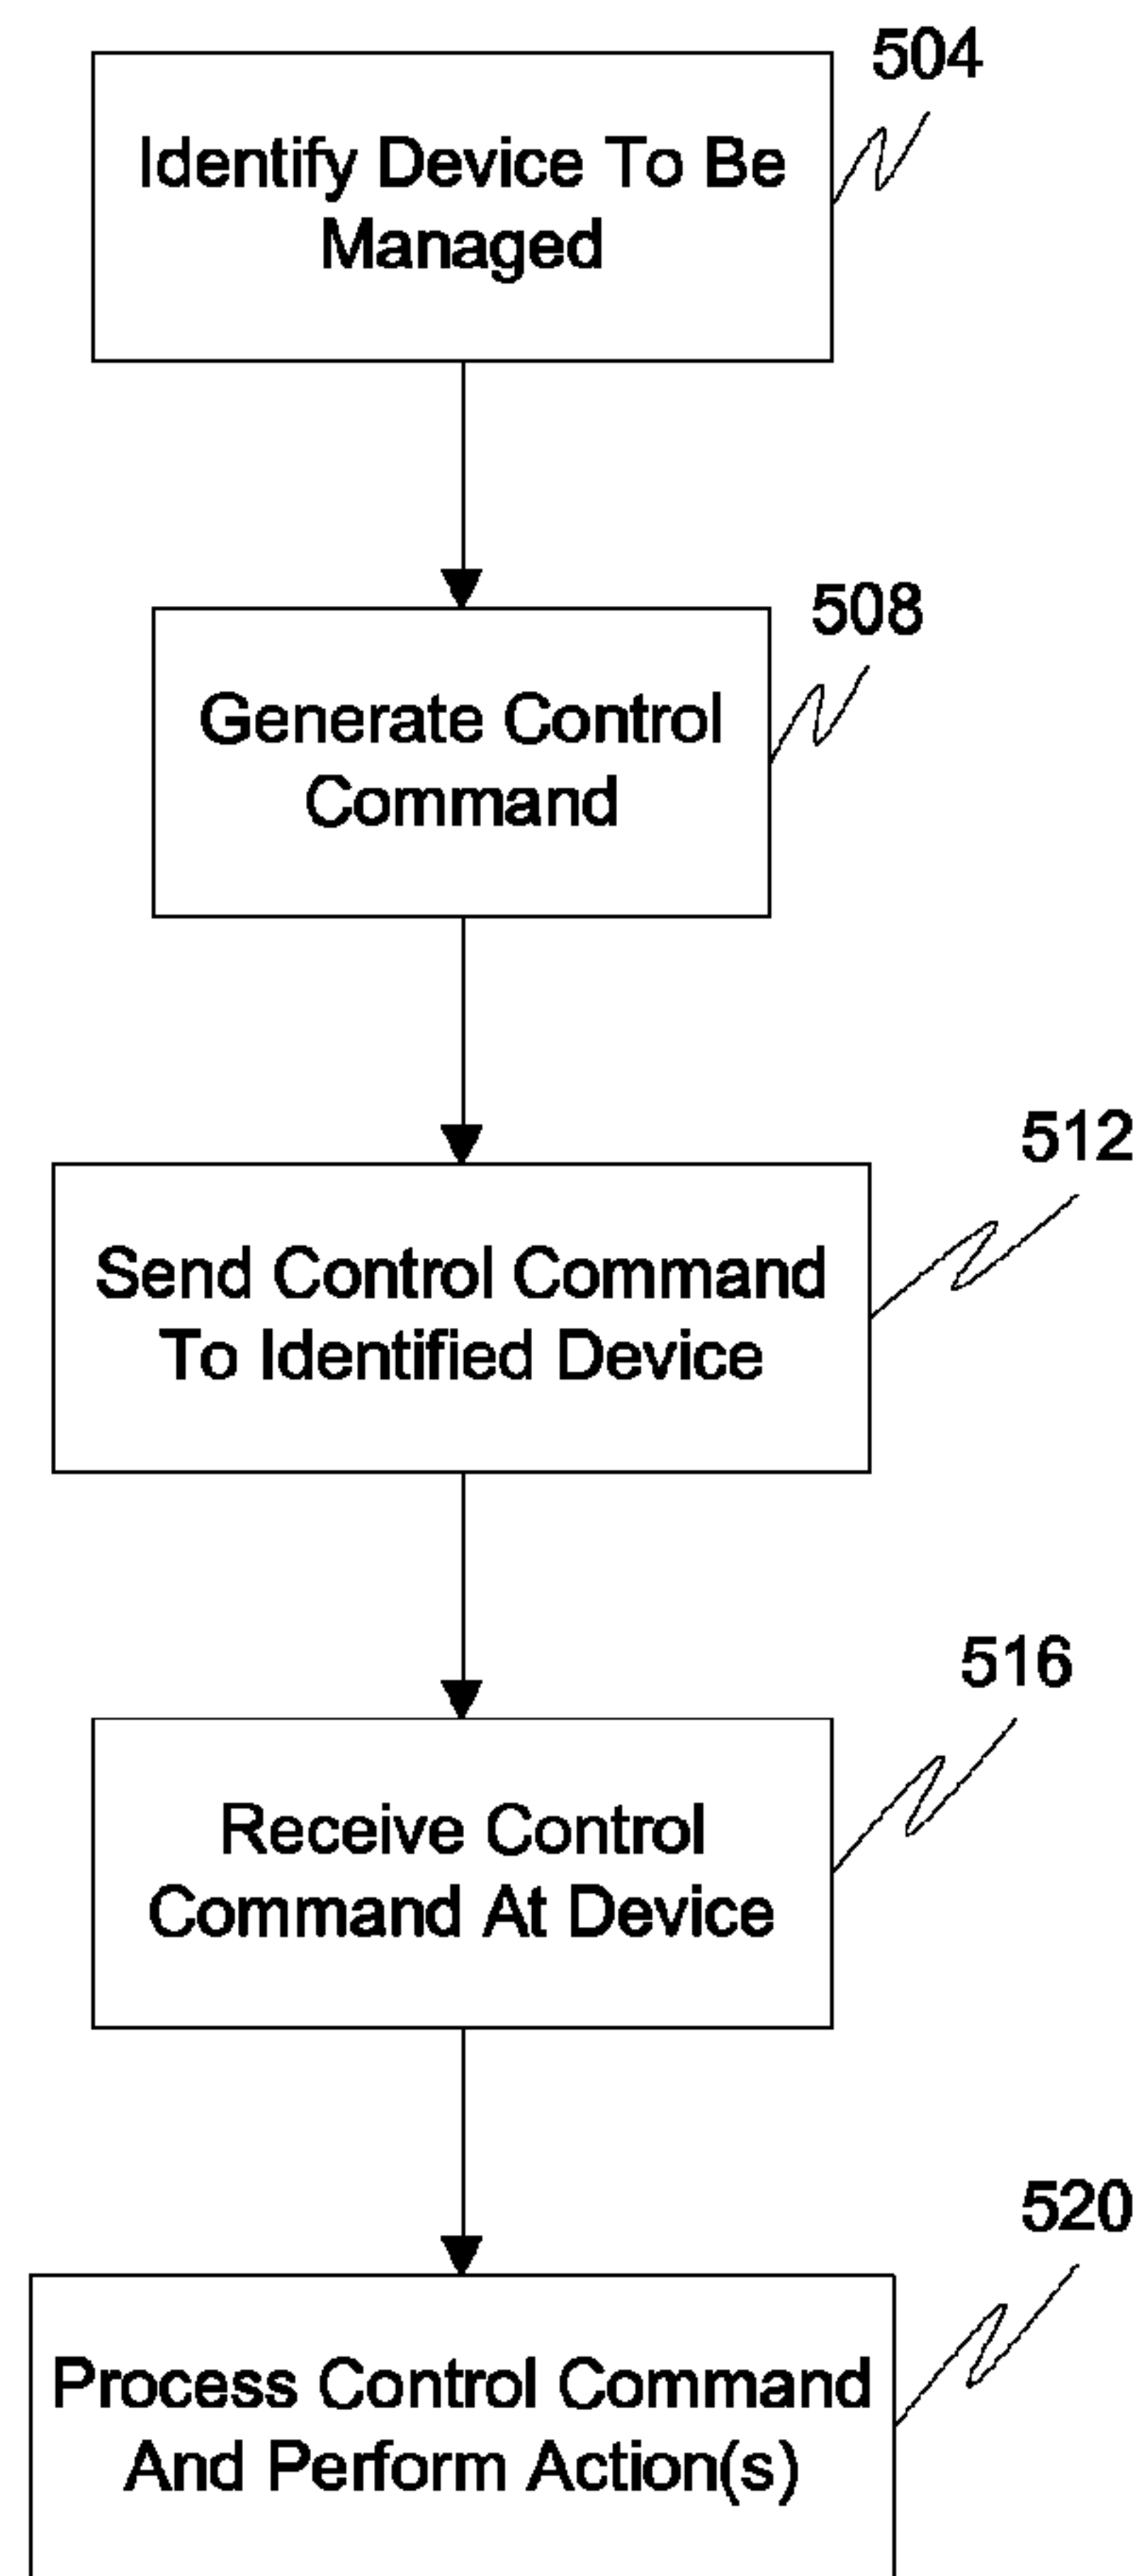 504
Identify Device To Be
Managed
508
Generate Control
Command
512
Send Control Command
To Identified Device
516
Receive Control
Command At Device
520
Process Control Command
And Perform Action(s)